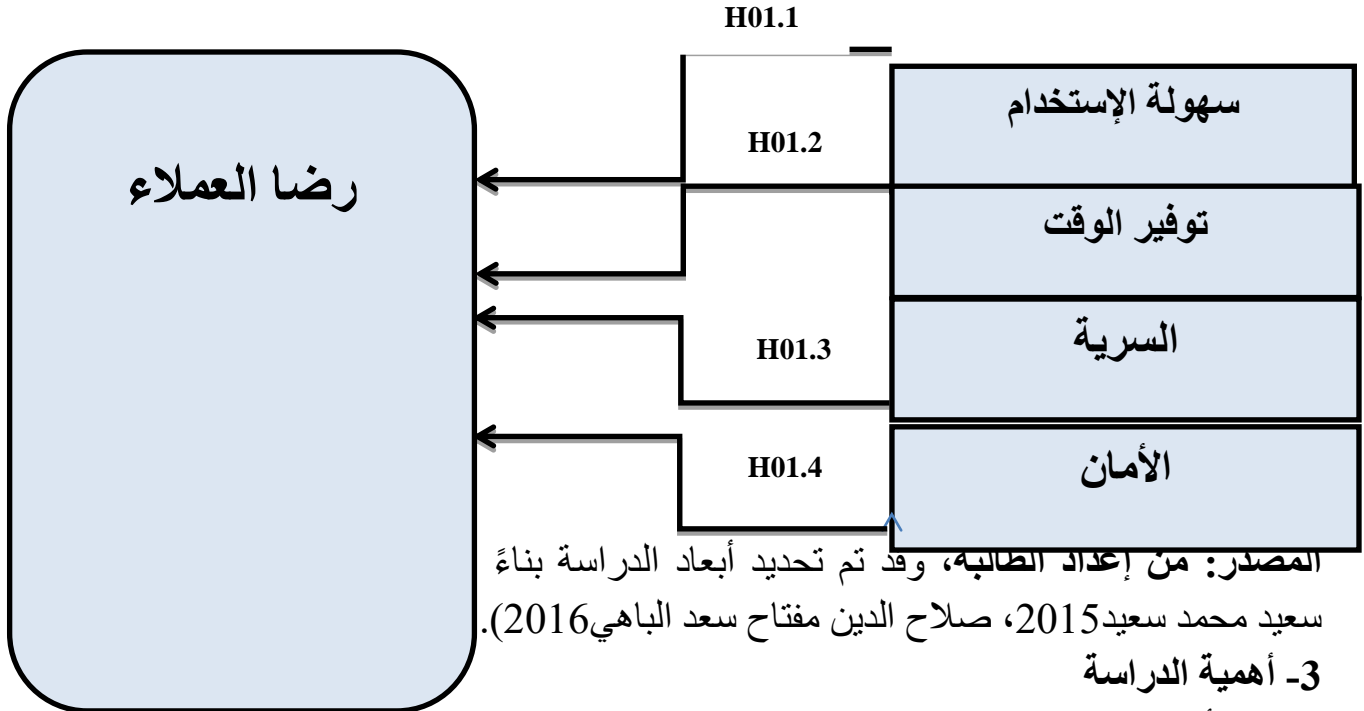 H01.1
سهولة الإستخدام
H01.2
رضا العملاء
توفير الوقت
H01.3
السرية
H01.4
الأمان
المصدر: من إعداد الطالبة، وقد تم تحديد أبعاد الدراسة بناءً
سعيد محمد سعيد2015، صلاح الدين مفتاح سعد الباهي2016).
3- أهمية الدراسة